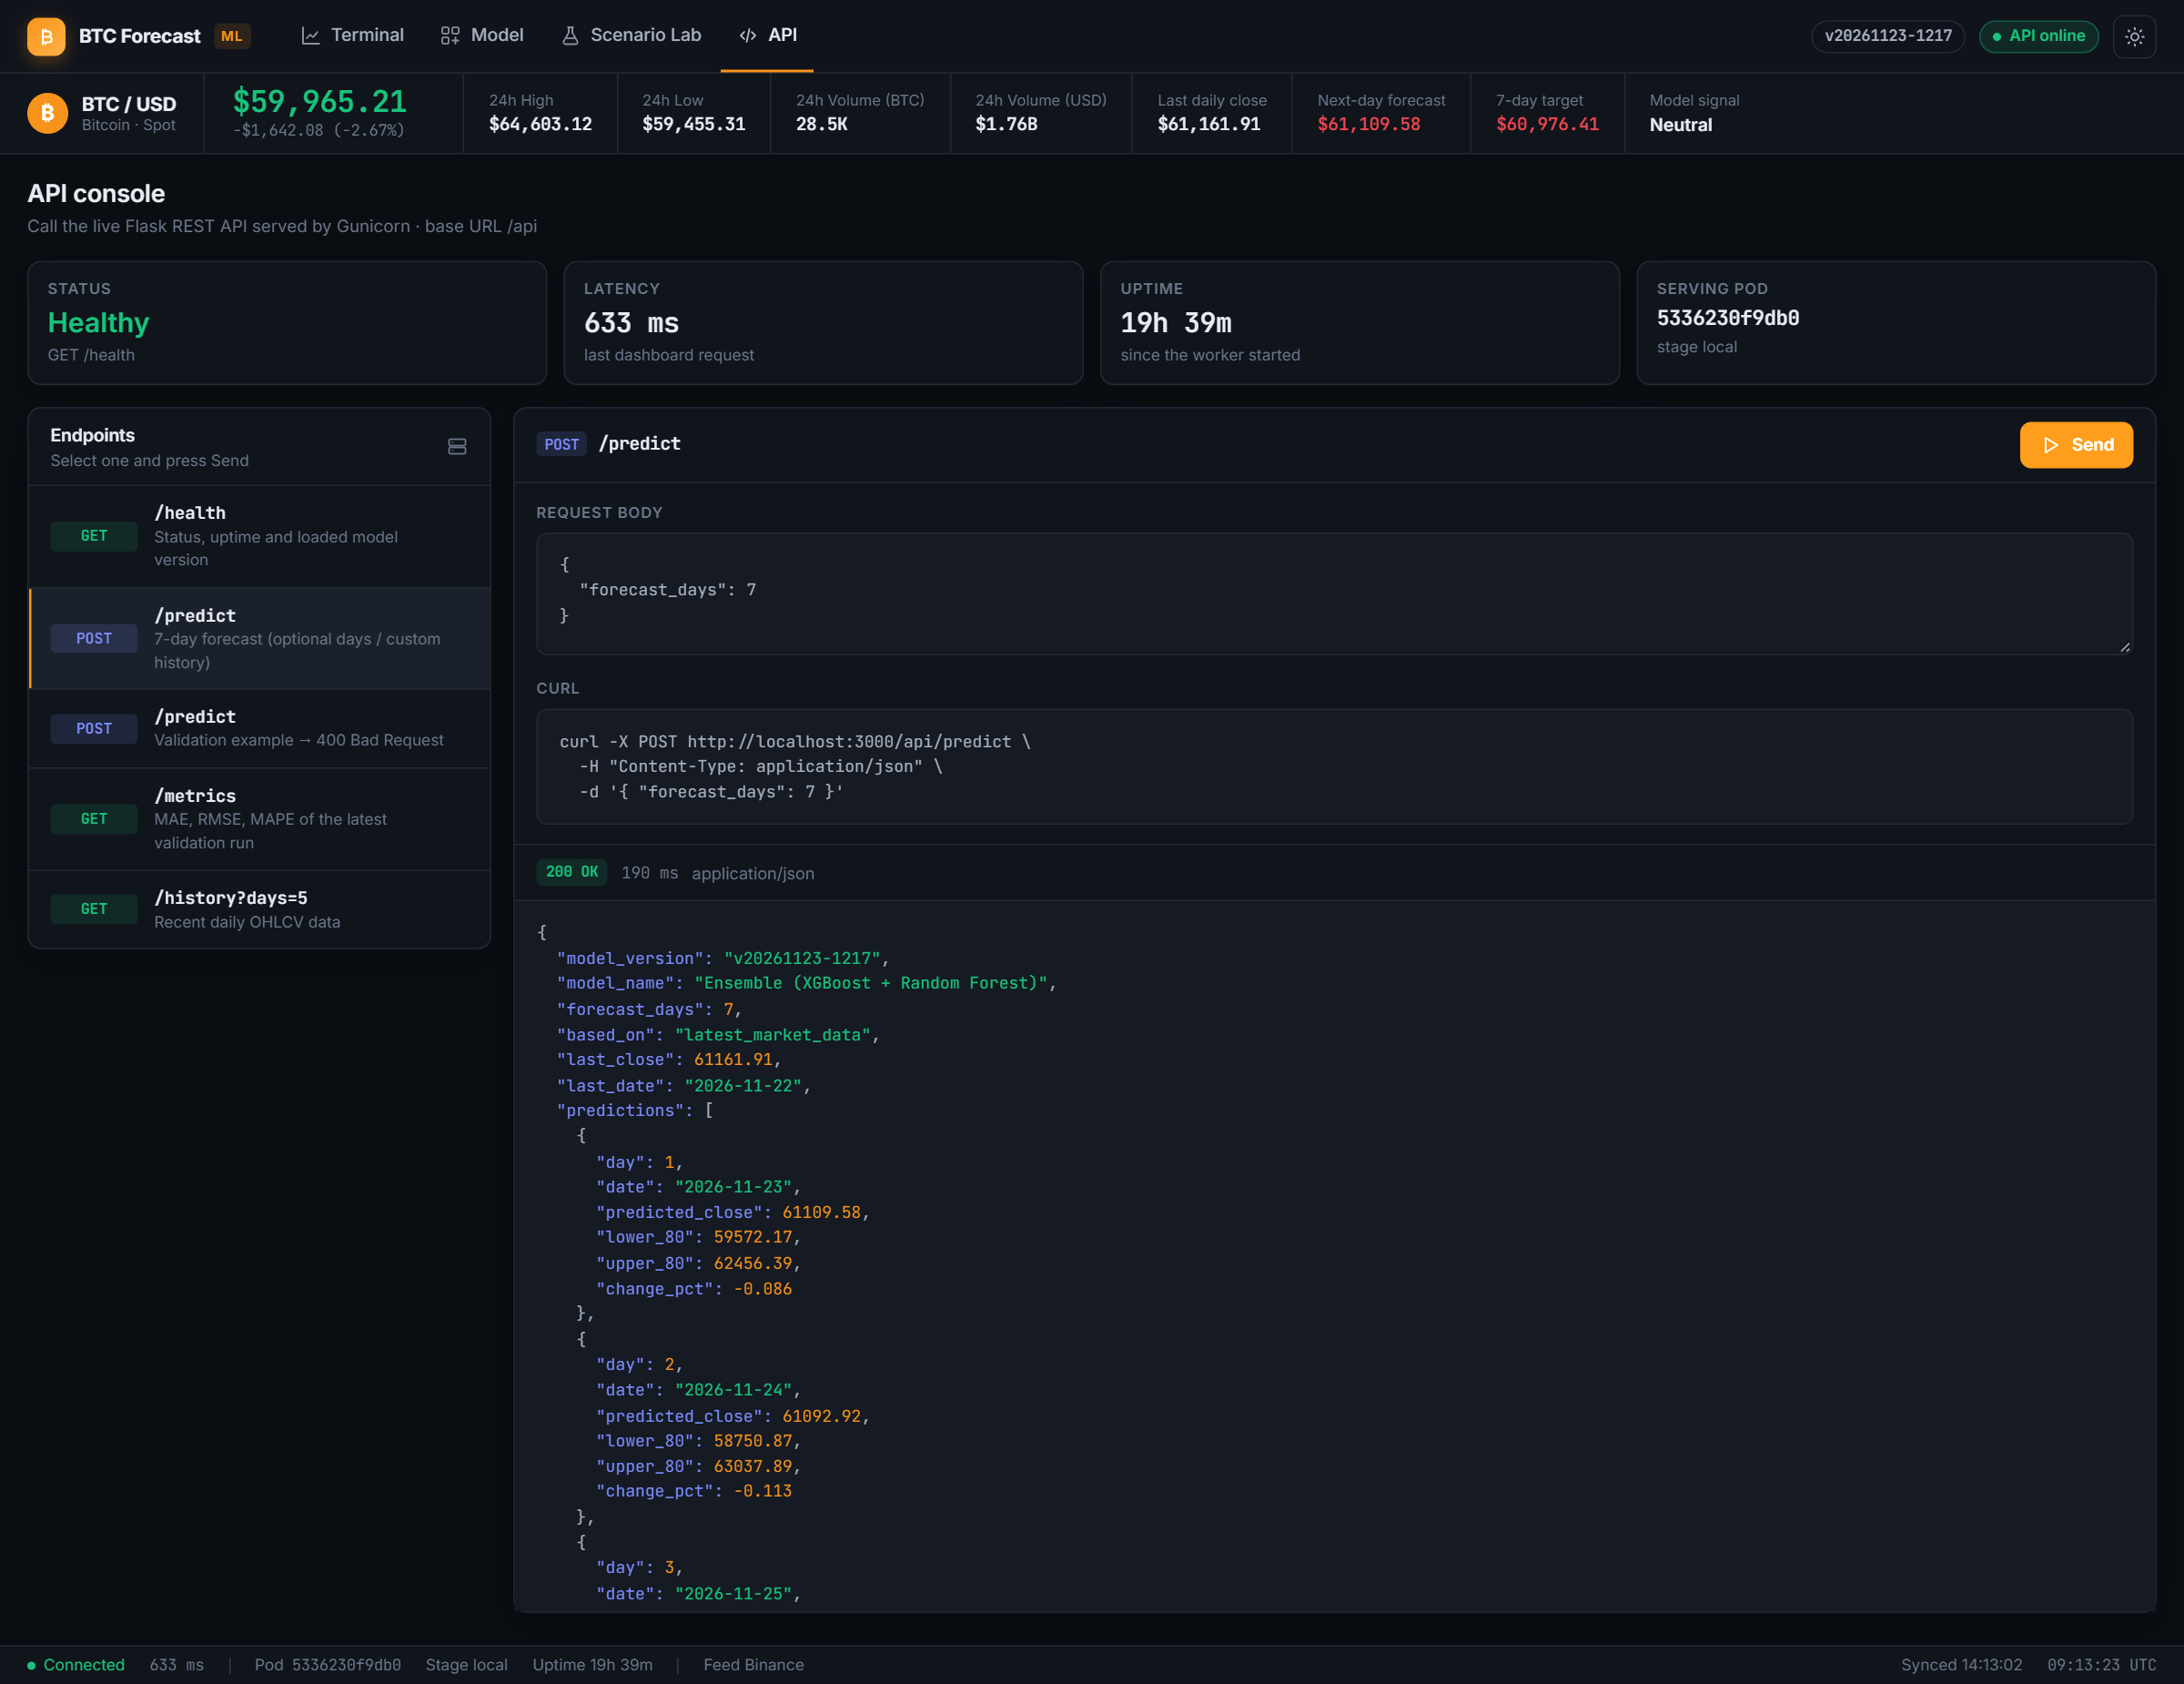 BTC Forecast ML
Terminal
Model
Scenario Lab
API
v20261123-1217
API online
BTC / USD
Bitcoin · Spot
$59,965.21
-$1,642.08 (-2.67%)
24h High
$64,603.12
24h Low
$59,455.31
24h Volume (BTC)
28.5K
24h Volume (USD)
$1.76B
Last daily close
$61,161.91
Next-day forecast
$61,109.58
7-day target
$60,976.41
Model signal
Neutral
API console
Call the live Flask REST API served by Gunicorn · base URL /api
STATUS
Healthy
GET /health
LATENCY
633 ms
last dashboard request
UPTIME
19h 39m
since the worker started
SERVING POD
5336230f9db0
stage local
Endpoints
Select one and press Send
GET
/health
Status, uptime and loaded model
version
POST
/predict
7-day forecast (optional days / custom
history)
POST
/predict
Validation example → 400 Bad Request
GET
/metrics
MAE, RMSE, MAPE of the latest
validation run
GET
/history?days=5
Recent daily OHLCV data
POST /predict
Send
REQUEST BODY
{
  "forecast_days": 7
}
CURL
curl -X POST http://localhost:3000/api/predict \
  -H "Content-Type: application/json" \
  -d '{ "forecast_days": 7 }'
200 OK 190 ms application/json
{
  "model_version": "v20261123-1217",
  "model_name": "Ensemble (XGBoost + Random Forest)",
  "forecast_days": 7,
  "based_on": "latest_market_data",
  "last_close": 61161.91,
  "last_date": "2026-11-22",
  "predictions": [
    {
      "day": 1,
      "date": "2026-11-23",
      "predicted_close": 61109.58,
      "lower_80": 59572.17,
      "upper_80": 62456.39,
      "change_pct": -0.086
    },
    {
      "day": 2,
      "date": "2026-11-24",
      "predicted_close": 61092.92,
      "lower_80": 58750.87,
      "upper_80": 63037.89,
      "change_pct": -0.113
    },
    {
      "day": 3,
      "date": "2026-11-25",
Connected 633 ms Pod 5336230f9db0 Stage local Uptime 19h 39m Feed Binance Synced 14:13:02 09:13:23 UTC